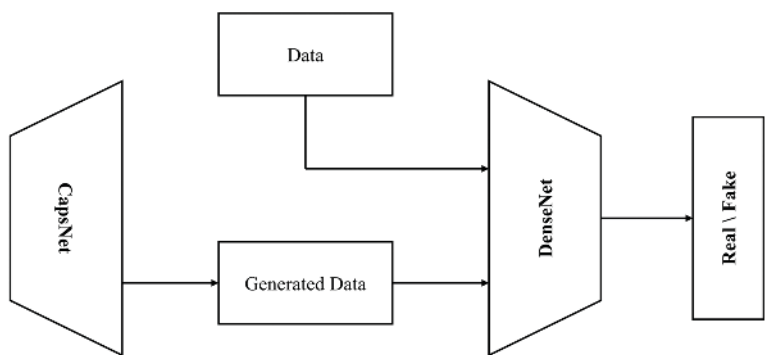 Data
CapsNet
Generated Data
DenseNet
Real \ Fake